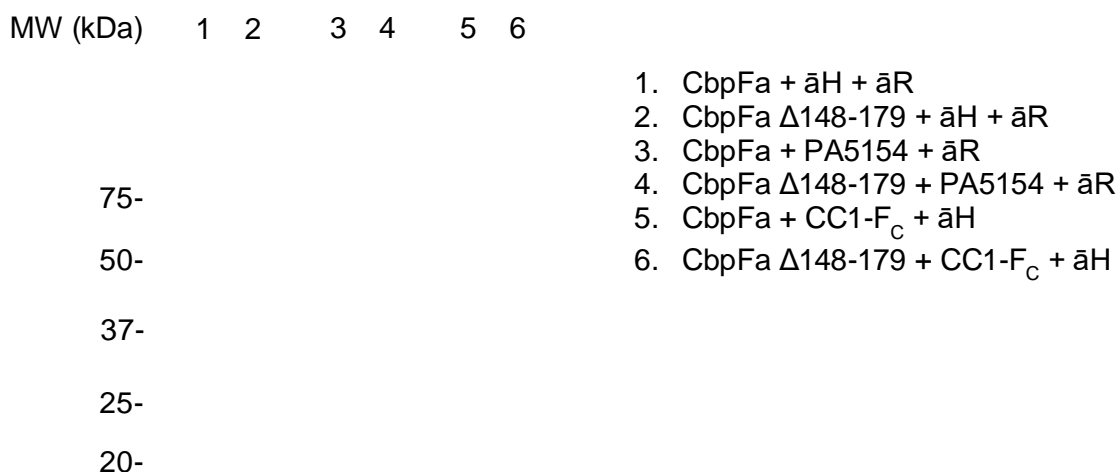 MW (kDa) 1 2 3 4 5 6
1. CbpFa + āH + āR
2. CbpFa Δ148-179 + āH + āR
3. CbpFa + PA5154 + āR
4. CbpFa Δ148-179 + PA5154 + āR
5. CbpFa + CC1-FC + āH
6. CbpFa Δ148-179 + CC1-FC + āH
75-
50-
37-
25-
20-